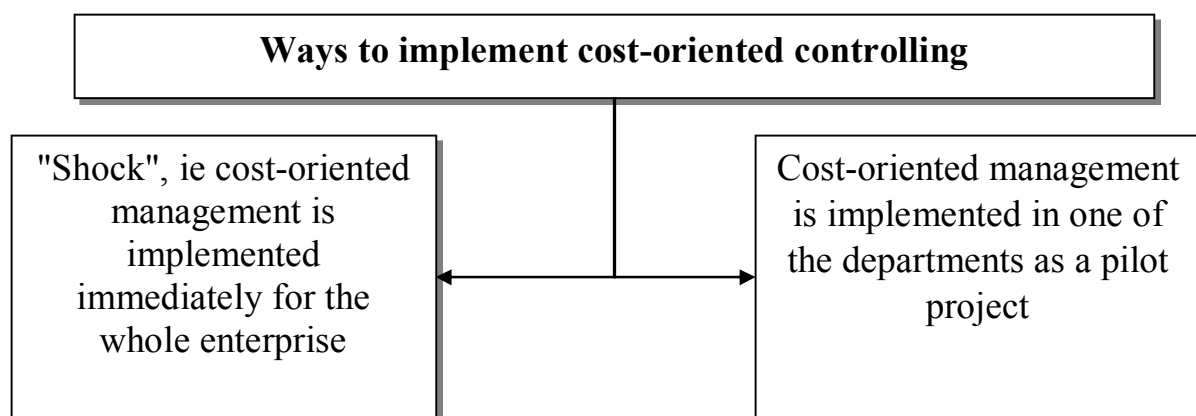 Ways to implement cost-oriented controlling
"Shock", ie cost-oriented
management is
implemented
immediately for the
whole enterprise
Cost-oriented management
is implemented in one of
the departments as a pilot
project